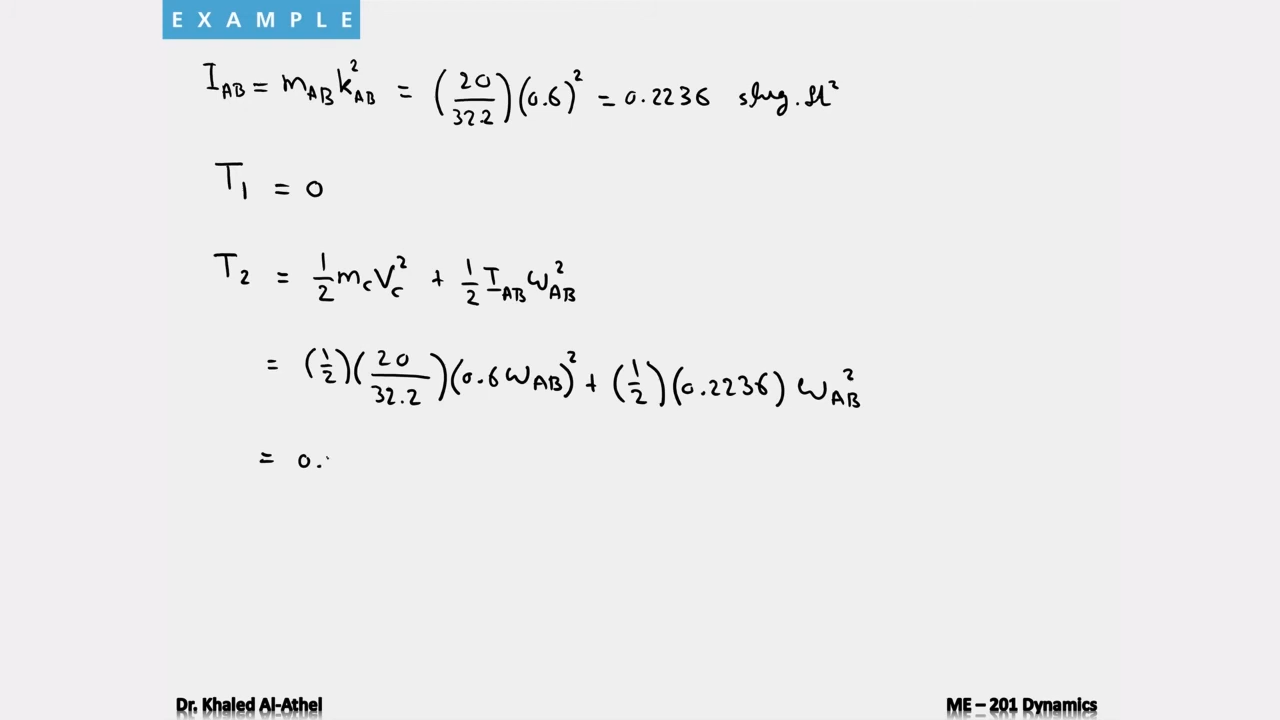 EXAMPLE
I_AB = m_AB k_AB^2 = (20/32.2)(0.6)^2 = 0.2236 slug.ft^2
T_1 = 0
T_2 = 1/2 m_c V_c^2 + 1/2 I_AB ω_AB^2
= (1/2)(20/32.2)(0.6 ω_AB)^2 + (1/2)(0.2236) ω_AB^2
= 0.
Dr. Khaled Al-Athel ME – 201 Dynamics